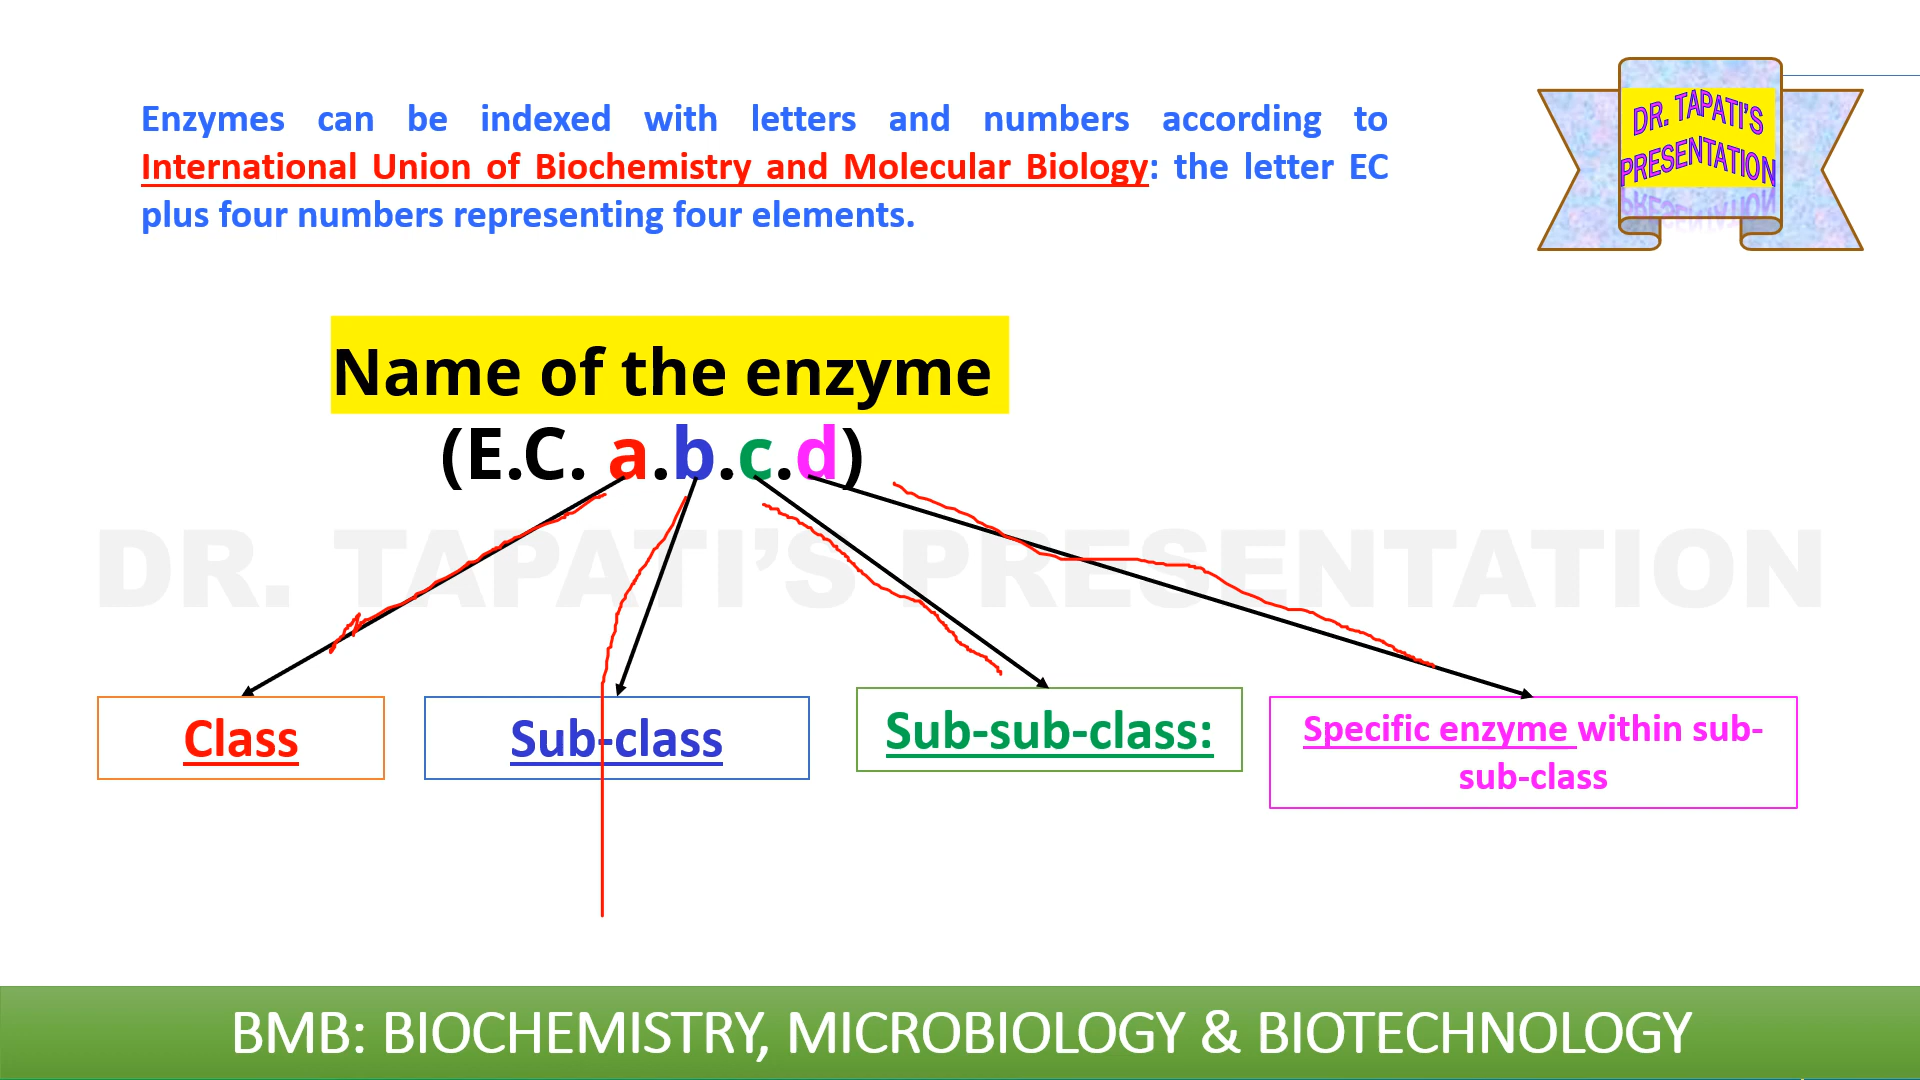 Enzymes can be indexed with letters and numbers according to
International Union of Biochemistry and Molecular Biology: the letter EC
plus four numbers representing four elements.
DR. TAPATI'S
PRESENTATION
Name of the enzyme
(E.C. a.b.c.d)
DR. TAPATI'S PRESENTATION
Class
Sub-class
Sub-sub-class:
Specific enzyme within sub-
sub-class
BMB: BIOCHEMISTRY, MICROBIOLOGY & BIOTECHNOLOGY